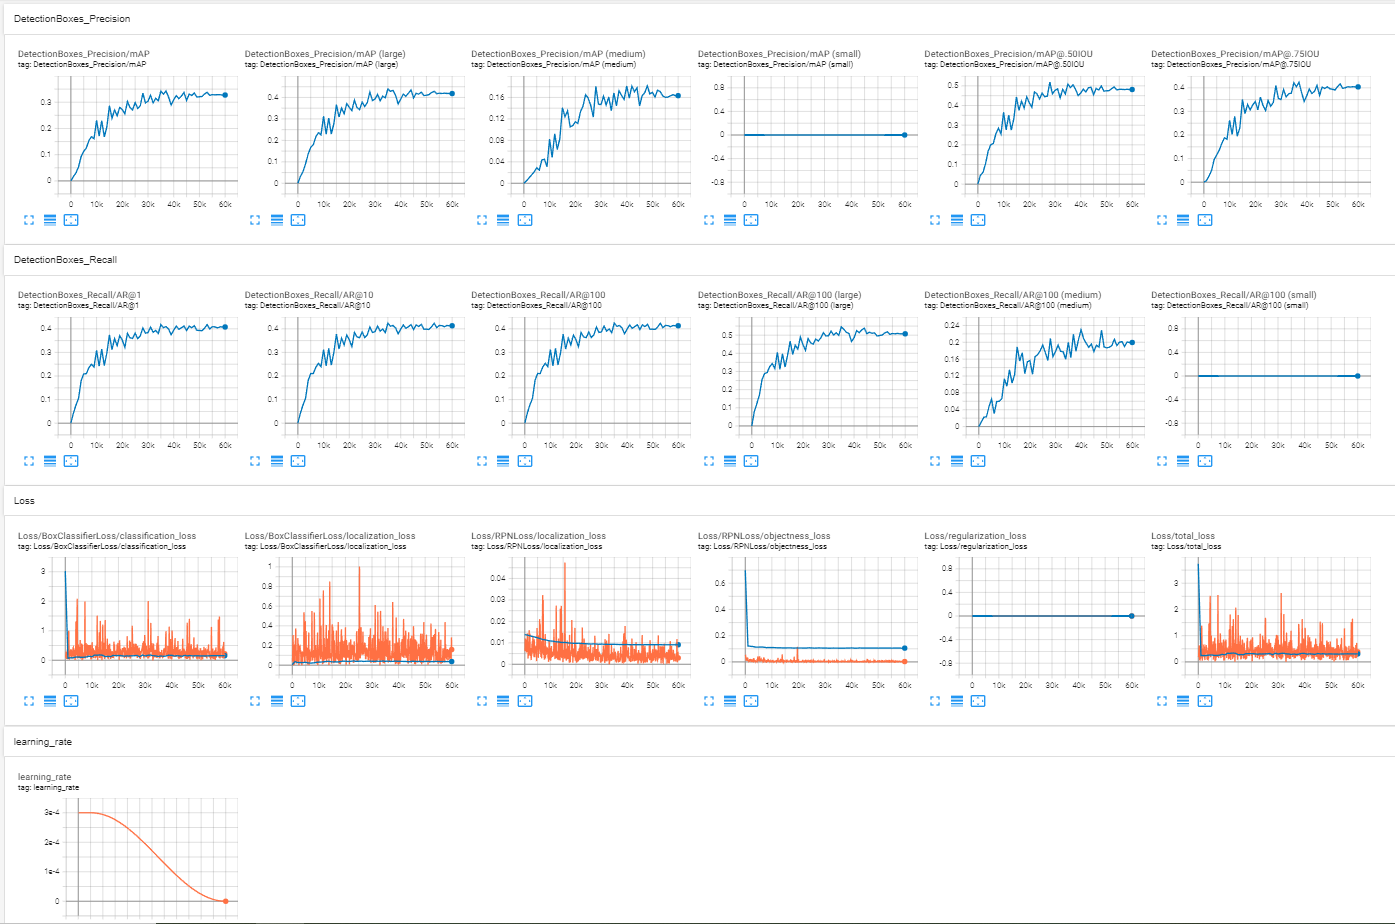 DetectionBoxes_Precision
DetectionBoxes_Precision/mAP
tag: DetectionBoxes_Precision/mAP
0.3
0.2
0.1
0
0 10k 20k 30k 40k 50k 60k
DetectionBoxes_Precision/mAP (large)
tag: DetectionBoxes_Precision/mAP (large)
0.4
0.3
0.2
0.1
0
0 10k 20k 30k 40k 50k 60k
DetectionBoxes_Precision/mAP (medium)
tag: DetectionBoxes_Precision/mAP (medium)
0.16
0.12
0.08
0.04
0
0 10k 20k 30k 40k 50k 60k
DetectionBoxes_Precision/mAP (small)
tag: DetectionBoxes_Precision/mAP (small)
0.8
0.4
0
-0.4
-0.8
0 10k 20k 30k 40k 50k 60k
DetectionBoxes_Precision/mAP@.50IOU
tag: DetectionBoxes_Precision/mAP@.50IOU
0.5
0.4
0.3
0.2
0.1
0
0 10k 20k 30k 40k 50k 60k
DetectionBoxes_Precision/mAP@.75IOU
tag: DetectionBoxes_Precision/mAP@.75IOU
0.4
0.3
0.2
0.1
0
0 10k 20k 30k 40k 50k 60k
DetectionBoxes_Recall
DetectionBoxes_Recall/AR@1
tag: DetectionBoxes_Recall/AR@1
0.4
0.3
0.2
0.1
0
0 10k 20k 30k 40k 50k 60k
DetectionBoxes_Recall/AR@10
tag: DetectionBoxes_Recall/AR@10
0.4
0.3
0.2
0.1
0
0 10k 20k 30k 40k 50k 60k
DetectionBoxes_Recall/AR@100
tag: DetectionBoxes_Recall/AR@100
0.4
0.3
0.2
0.1
0
0 10k 20k 30k 40k 50k 60k
DetectionBoxes_Recall/AR@100 (large)
tag: DetectionBoxes_Recall/AR@100 (large)
0.5
0.4
0.3
0.2
0.1
0
0 10k 20k 30k 40k 50k 60k
DetectionBoxes_Recall/AR@100 (medium)
tag: DetectionBoxes_Recall/AR@100 (medium)
0.24
0.2
0.16
0.12
0.08
0.04
0
0 10k 20k 30k 40k 50k 60k
DetectionBoxes_Recall/AR@100 (small)
tag: DetectionBoxes_Recall/AR@100 (small)
0.8
0.4
0
-0.4
-0.8
0 10k 20k 30k 40k 50k 60k
Loss
Loss/BoxClassifierLoss/classification_loss
tag: Loss/BoxClassifierLoss/classification_loss
3
2
1
0
0 10k 20k 30k 40k 50k 60k
Loss/BoxClassifierLoss/localization_loss
tag: Loss/BoxClassifierLoss/localization_loss
1
0.8
0.6
0.4
0.2
0
0 10k 20k 30k 40k 50k 60k
Loss/RPNLoss/localization_loss
tag: Loss/RPNLoss/localization_loss
0.04
0.03
0.02
0.01
0
0 10k 20k 30k 40k 50k 60k
Loss/RPNLoss/objectness_loss
tag: Loss/RPNLoss/objectness_loss
0.6
0.4
0.2
0
0 10k 20k 30k 40k 50k 60k
Loss/regularization_loss
tag: Loss/regularization_loss
0.8
0.4
0
-0.4
-0.8
0 10k 20k 30k 40k 50k 60k
Loss/total_loss
tag: Loss/total_loss
3
2
1
0
0 10k 20k 30k 40k 50k 60k
learning_rate
learning_rate
tag: learning_rate
3e-4
2e-4
1e-4
0